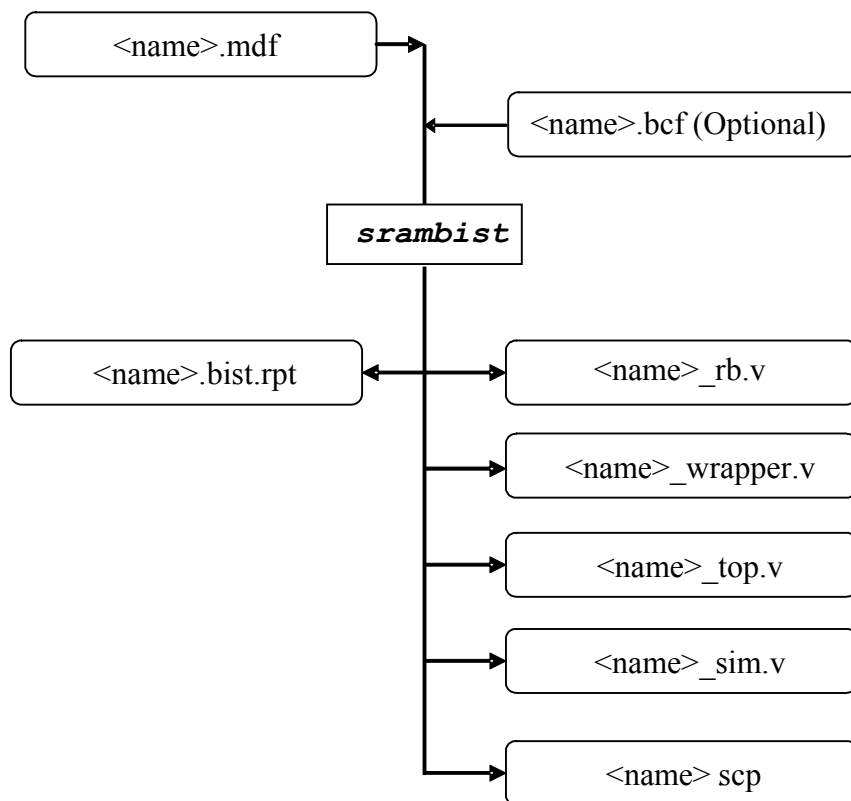 <name>.mdf
<name>.bcf (Optional)
srambist
<name>.bist.rpt
<name>_rb.v
<name>_wrapper.v
<name>_top.v
<name>_sim.v
<name> scp